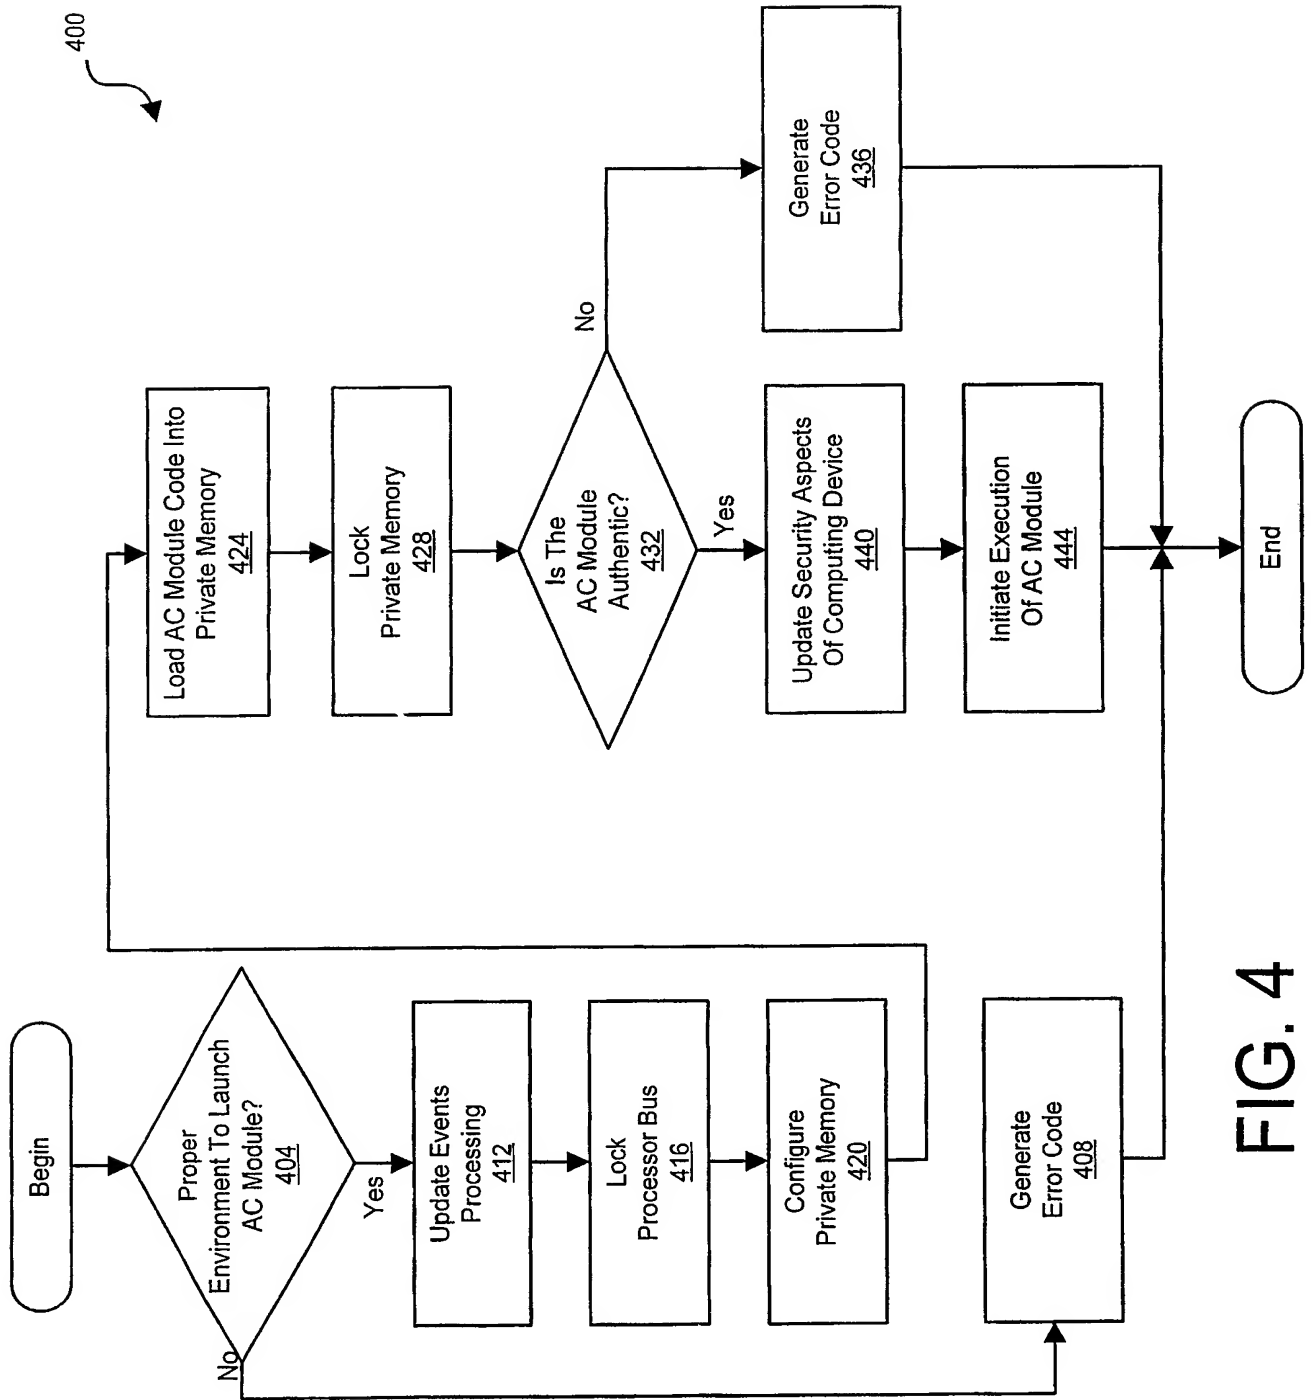 400
Begin
Proper
Environment To Launch
AC Module?
404
No
Yes
Update Events
Processing
412
Lock
Processor Bus
416
Configure
Private Memory
420
Generate
Error Code
408
Load AC Module Code Into
Private Memory
424
Lock
Private Memory
428
Is The
AC Module
Authentic?
432
No
Yes
Generate
Error Code
436
Update Security Aspects
Of Computing Device
440
Initiate Execution
Of AC Module
444
End
FIG. 4